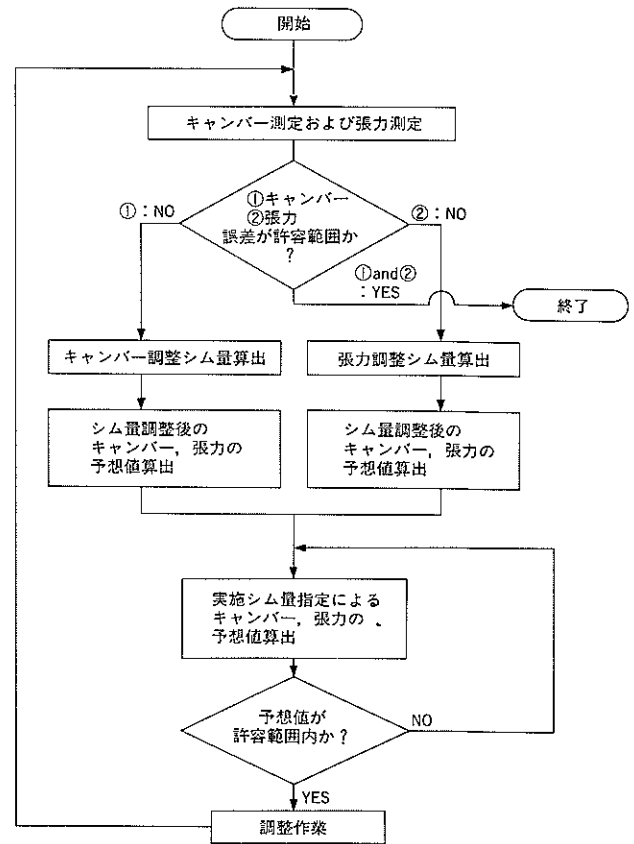 開始
キャンバー測定および張力測定
①キャンバー
②張力
誤差が許容範囲か
?
①:NO
②:NO
①and②
:YES
終了
キャンバー調整シム量算出
張力調整シム量算出
シム量調整後の
キャンバー,張力の
予想値算出
シム量調整後の
キャンバー,張力の
予想値算出
実施シム量指定による
キャンバー,張力の
予想値算出
予想値が
許容範囲内か?
NO
YES
調整作業